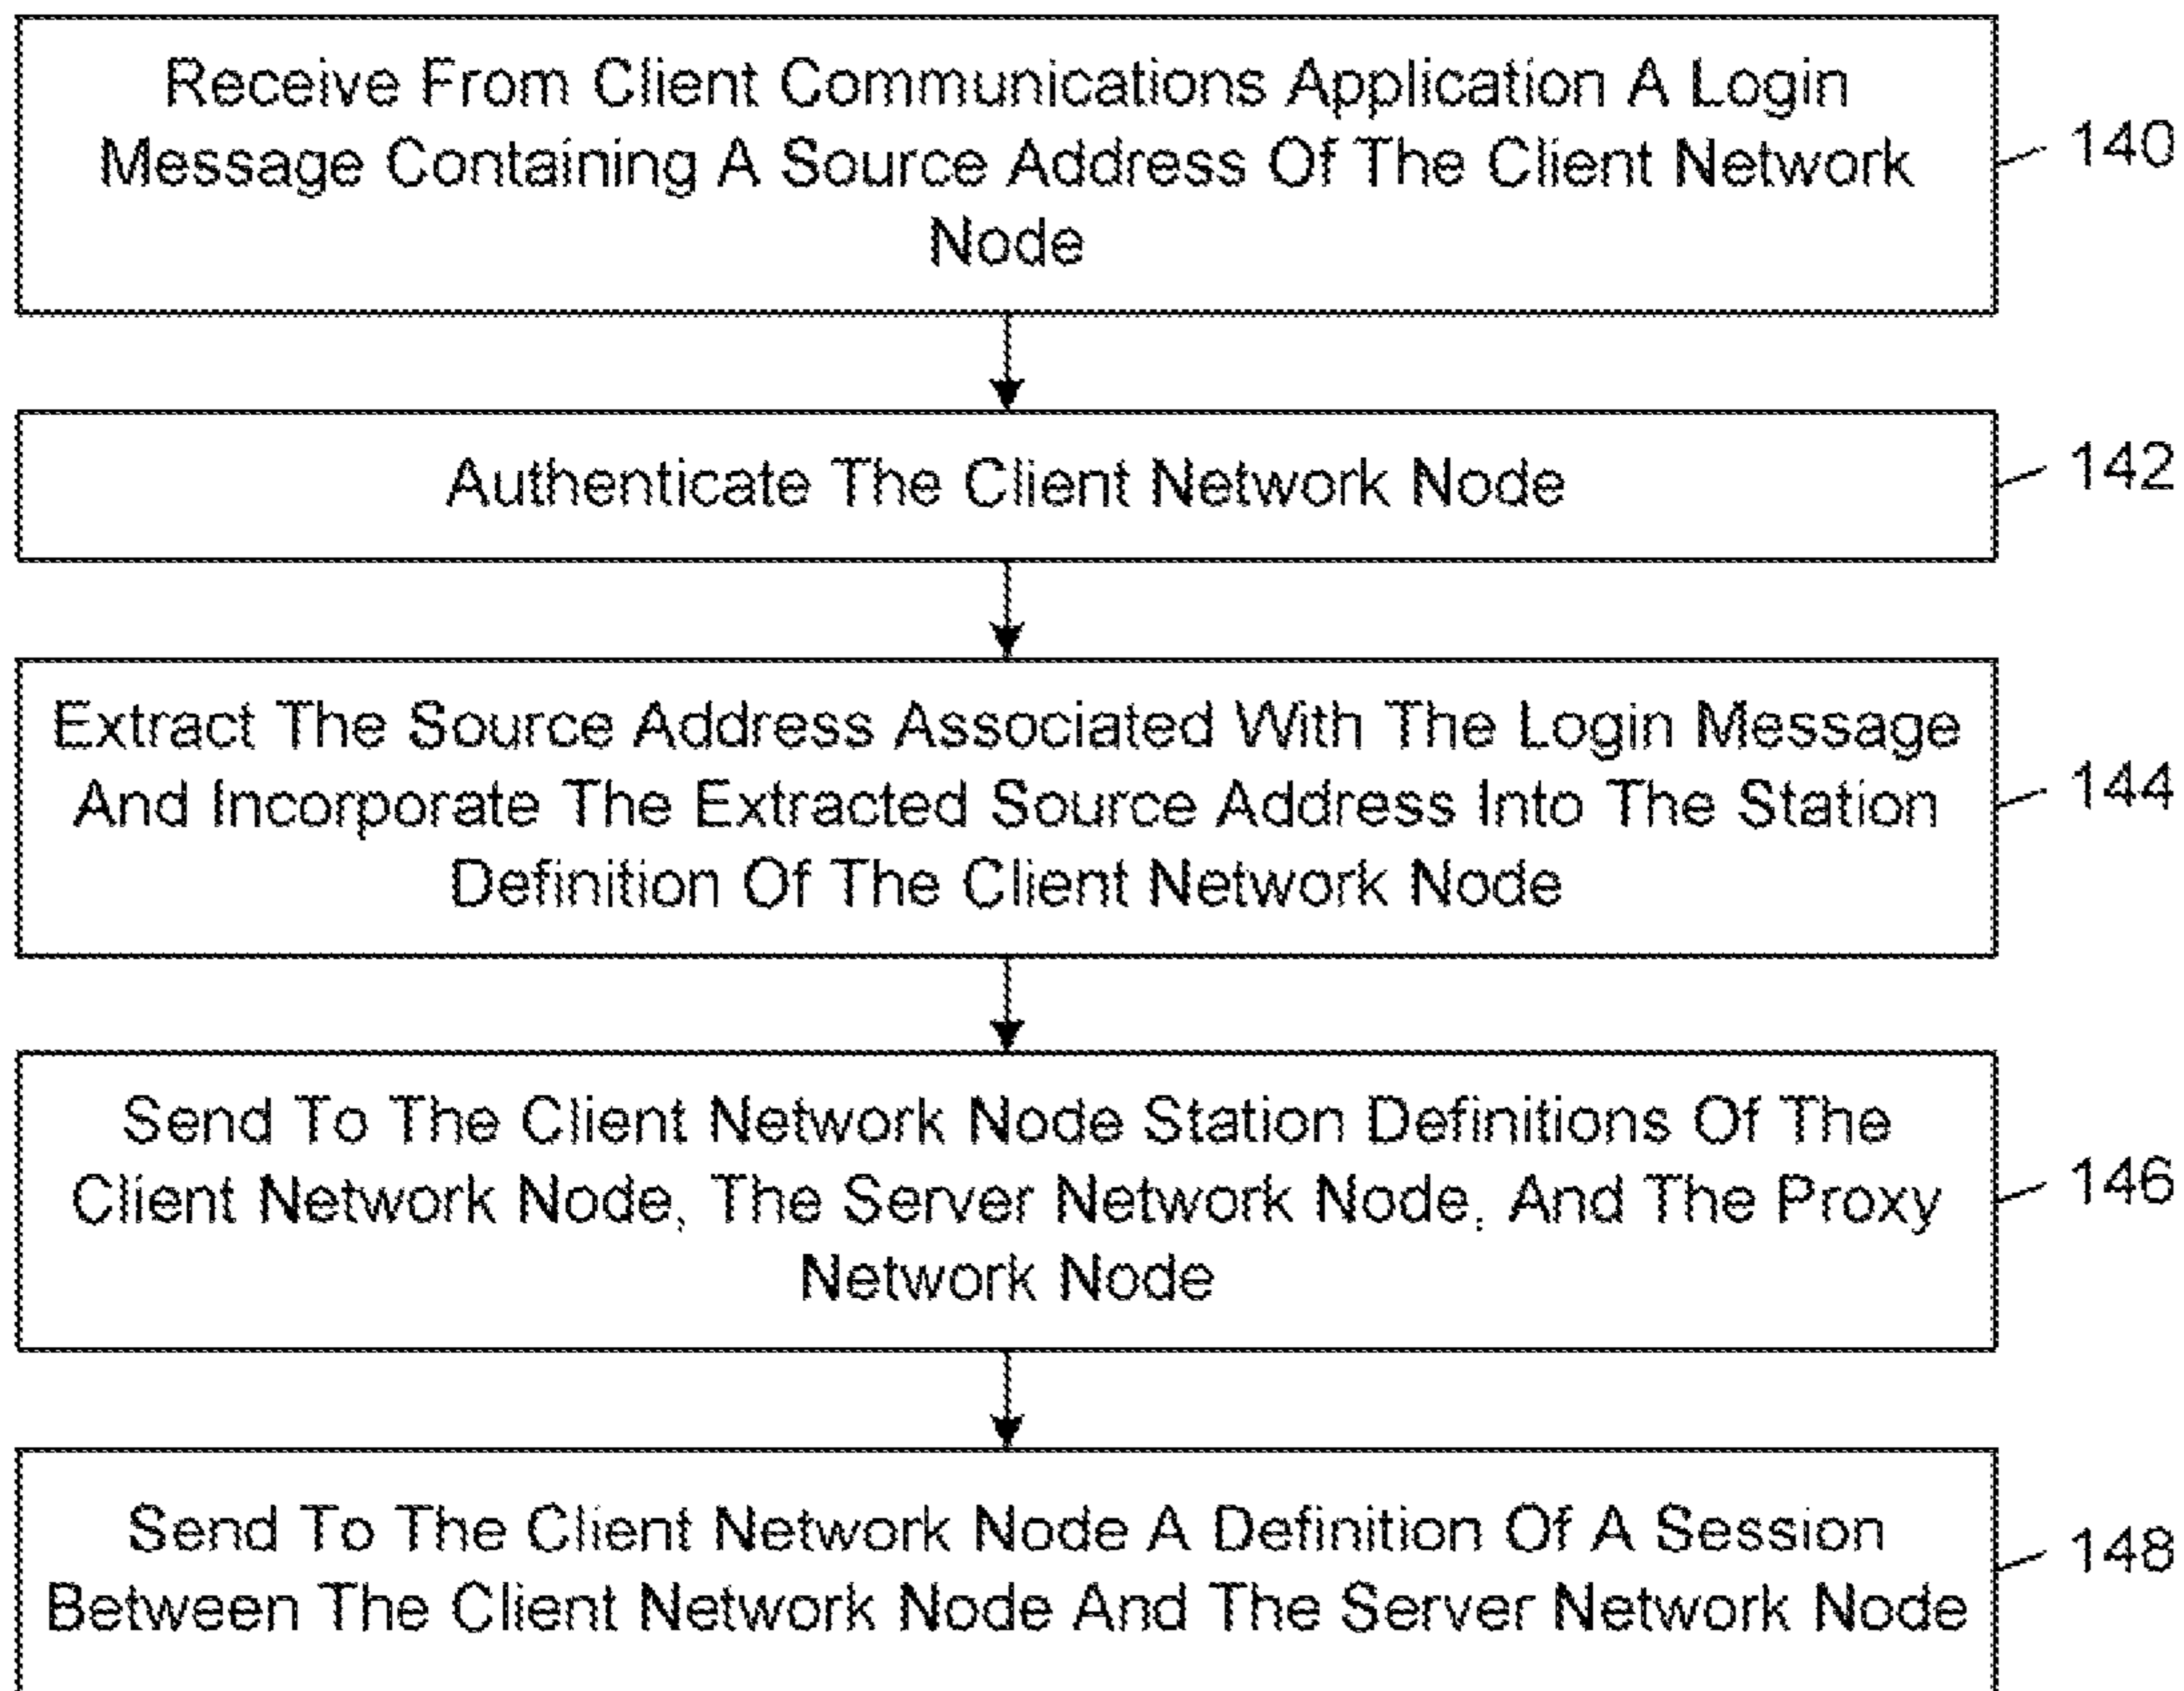 Receive From Client Communications Application A Login
Message Containing A Source Address Of The Client Network
Node
140
Authenticate The Client Network Node
142
Extract The Source Address Associated With The Login Message
And Incorporate The Extracted Source Address Into The Station
Definition Of The Client Network Node
144
Send To The Client Network Node Station Definitions Of The
Client Network Node, The Server Network Node, And The Proxy
Network Node
146
Send To The Client Network Node A Definition Of A Session
Between The Client Network Node And The Server Network Node
148